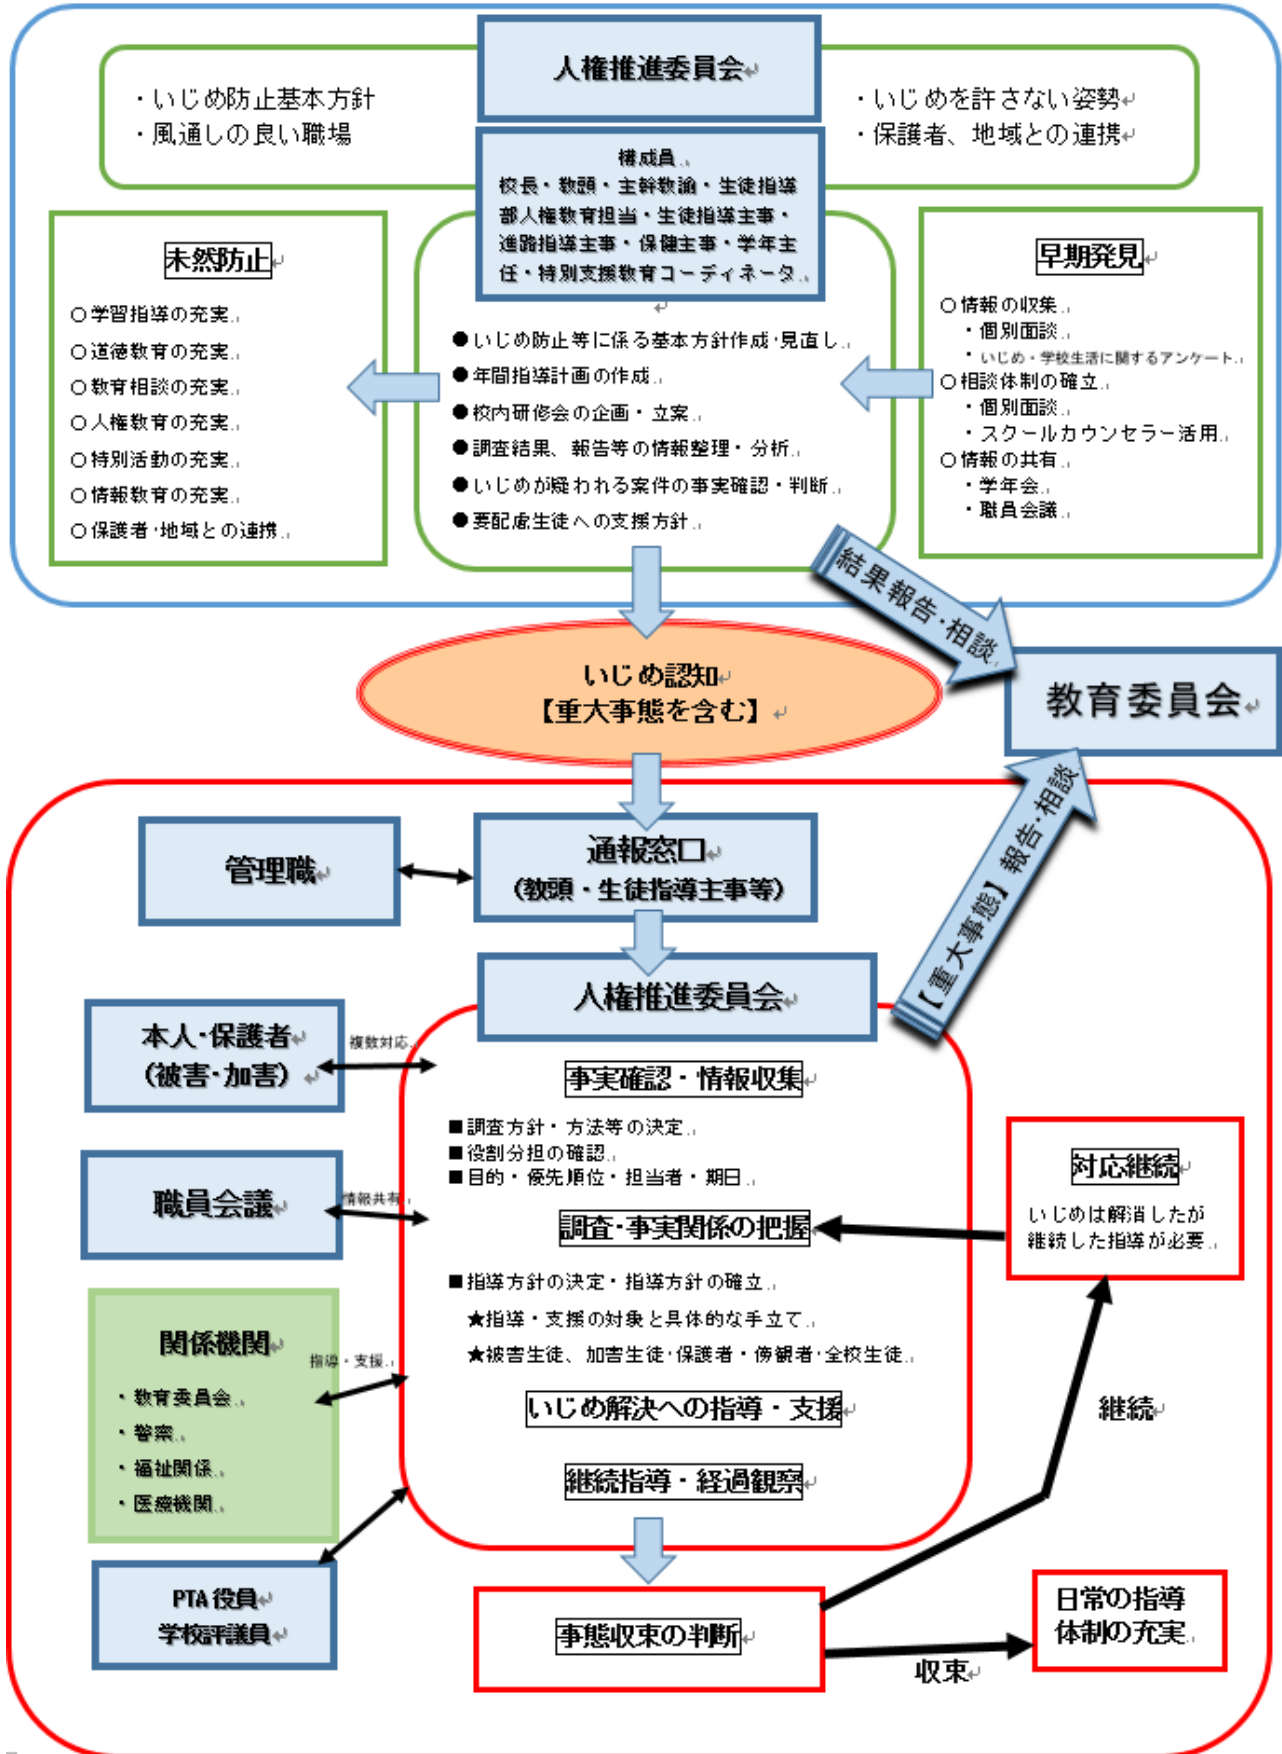 人権推進委員会
・いじめ防止基本方針
・風通しの良い職場
・いじめを許さない姿勢
・保護者、地域との連携
構成員
校長・教頭・主幹教諭・生徒指導
部人権教育担当・生徒指導主事・
進路指導主事・保健主事・学年主
任・特別支援教育コーディネータ
未然防止
○学習指導の充実
○道徳教育の充実
○教育相談の充実
○人権教育の充実
○特別活動の充実
○情報教育の充実
○保護者・地域との連携
●いじめ防止等に係る基本方針作成・見直し
●年間指導計画の作成
●校内研修会の企画・立案
●調査結果、報告等の情報整理・分析
●いじめが疑われる案件の事実確認・判断
●要配慮生徒への支援方針
早期発見
○情報の収集
・個別面談
・いじめ・学校生活に関するアンケート
○相談体制の確立
・個別面談
・スクールカウンセラー活用
○情報の共有
・学年会
・職員会議
結果報告・相談
いじめ認知
【重大事態を含む】
教育委員会
【重大事態】報告・相談
管理職
通報窓口
（教頭・生徒指導主事等）
人権推進委員会
本人・保護者
（被害・加害）
複数対応
事実確認・情報収集
■調査方針・方法等の決定
■役割分担の確認
■目的・優先順位・担当者・期日
職員会議
情報共有
調査・事実関係の把握
対応継続
いじめは解消したが
継続した指導が必要
■指導方針の決定・指導方針の確立
★指導・支援の対象と具体的な手立て
★被害生徒、加害生徒・保護者・傍観者・全校生徒
関係機関
・教育委員会
・警察
・福祉関係
・医療機関
指導・支援
いじめ解決への指導・支援
継続指導・経過観察
継続
PTA 役員
学校評議員
事態収束の判断
収束
日常の指導
体制の充実